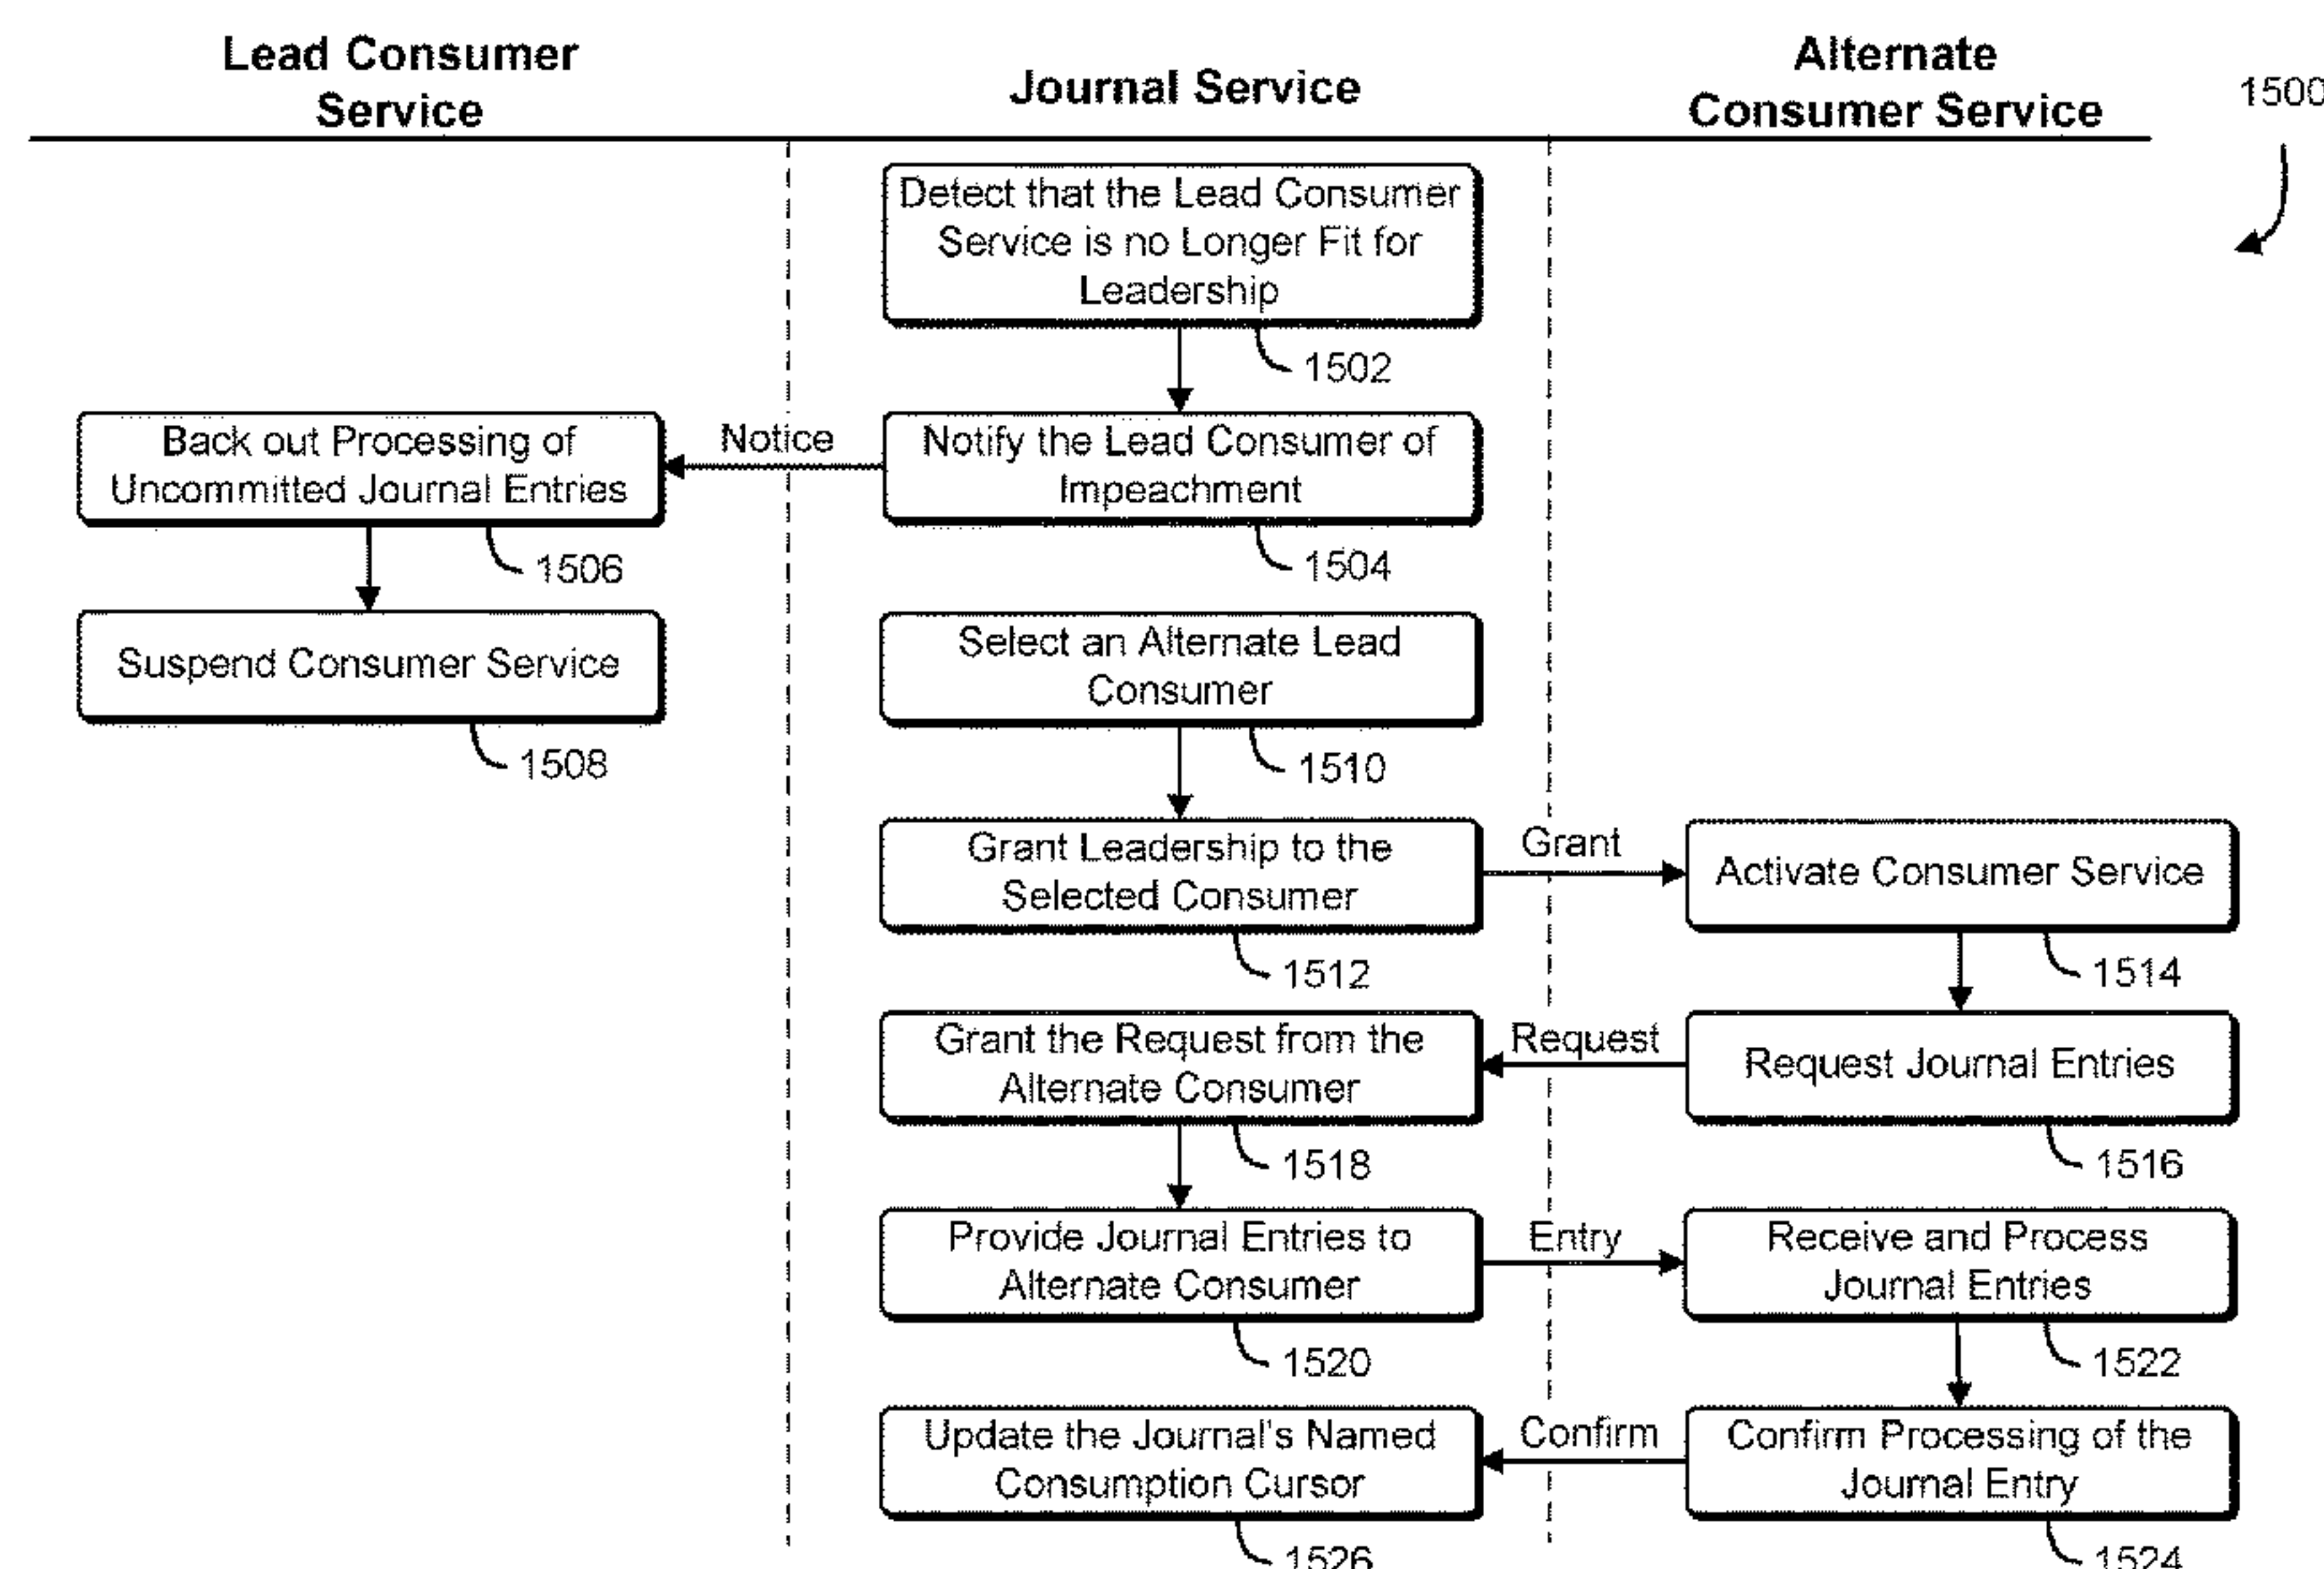 Lead Consumer
Service
Journal Service
Alternate
Consumer Service
1500
Detect that the Lead Consumer
Service is no Longer Fit for
Leadership
1502
Back out Processing of
Uncommitted Journal Entries
1506
Notice
Notify the Lead Consumer of
Impeachment
1504
Suspend Consumer Service
1508
Select an Alternate Lead
Consumer
1510
Grant Leadership to the
Selected Consumer
1512
Grant
Activate Consumer Service
1514
Grant the Request from the
Alternate Consumer
1518
Request
Request Journal Entries
1516
Provide Journal Entries to
Alternate Consumer
1520
Entry
Receive and Process
Journal Entries
1522
Update the Journal's Named
Consumption Cursor
1526
Confirm
Confirm Processing of the
Journal Entry
1524